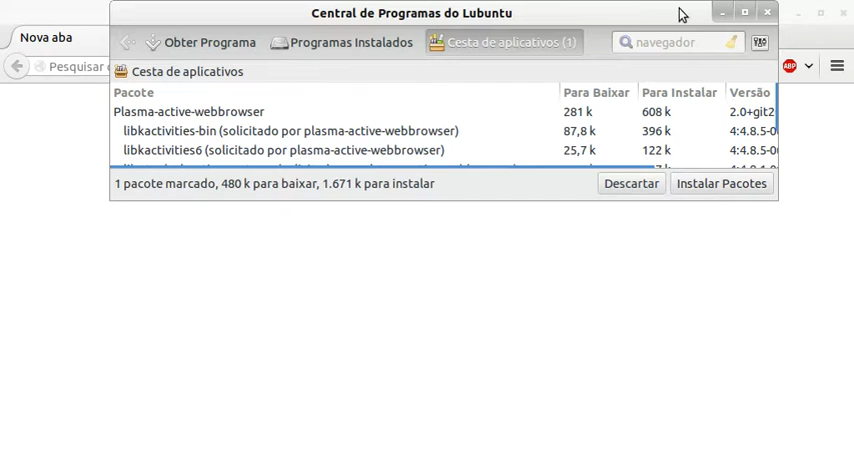 Central de Programas do Lubuntu
Nova aba
Obter Programa Programas Instalados Cesta de aplicativos (1) navegador
Pesquisar ABP
Cesta de aplicativos
Pacote Para Baixar Para Instalar Versão
Plasma-active-webbrowser 281 k 608 k 2.0+git2
libkactivities-bin (solicitado por plasma-active-webbrowser) 87,8 k 396 k 4:4.8.5-0
libkactivities6 (solicitado por plasma-active-webbrowser) 25,7 k 122 k 4:4.8.5-0
1 pacote marcado, 480 k para baixar, 1.671 k para instalar Descartar Instalar Pacotes